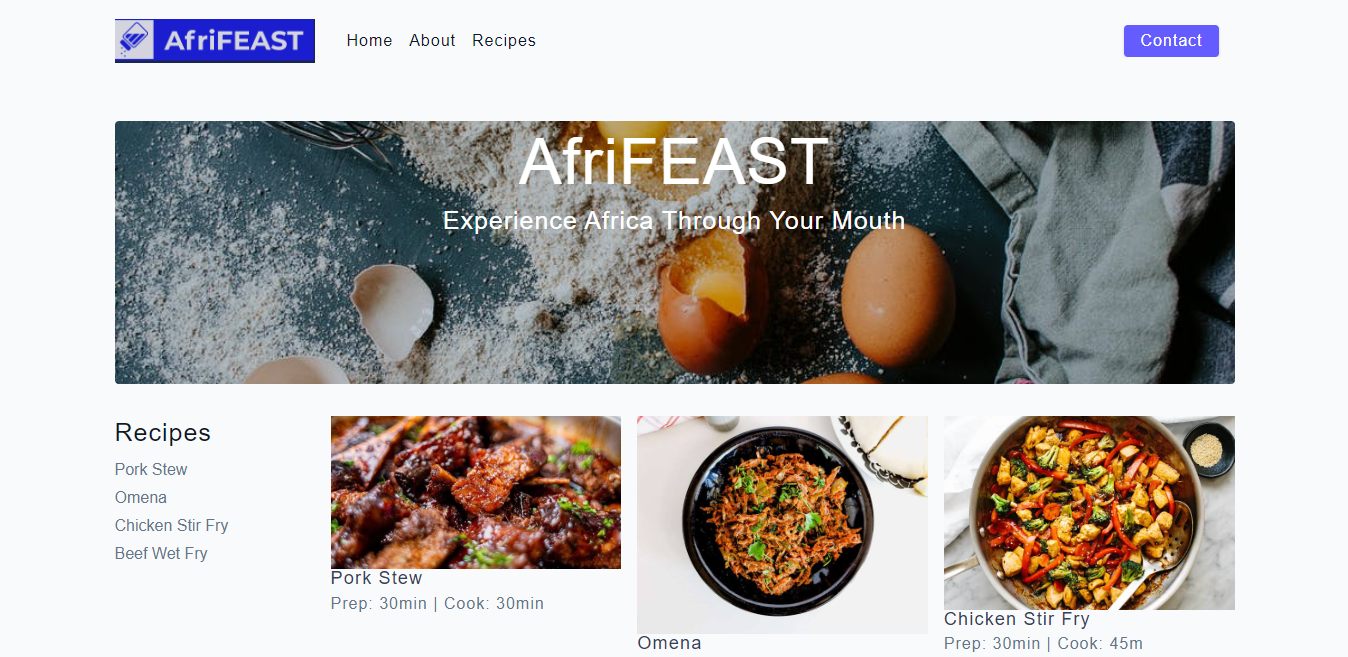 AfriFEAST
Home About Recipes
Contact
AfriFEAST
Experience Africa Through Your Mouth
Recipes
Pork Stew
Omena
Chicken Stir Fry
Beef Wet Fry
Pork Stew
Prep: 30min | Cook: 30min
Omena
Chicken Stir Fry
Prep: 30min | Cook: 45m